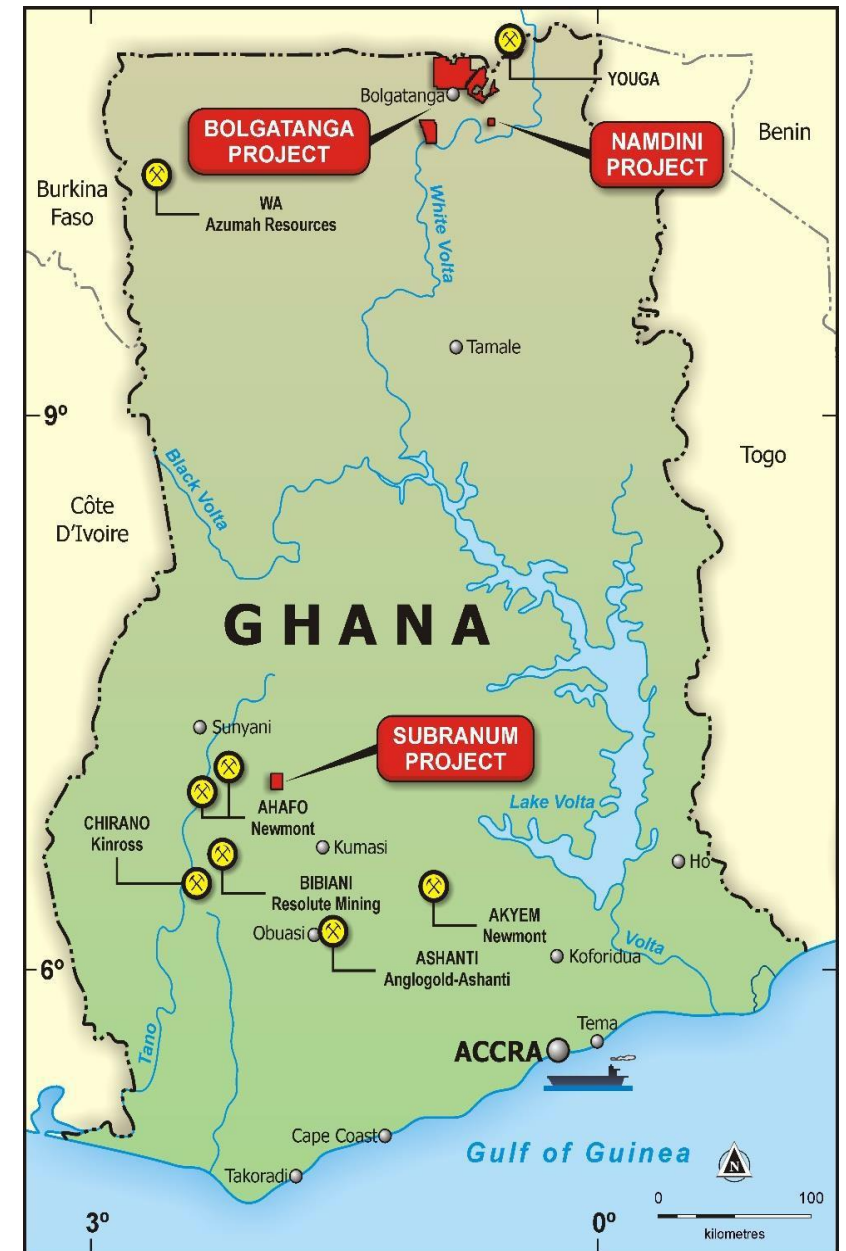 YOUGA
Bolgatanga
BOLGATANGA
PROJECT
NAMDINI
PROJECT
Benin
Burkina
Faso
WA
Azumah Resources
White Volta
Tamale
9º
Black Volta
Togo
Côte
D'Ivoire
GHANA
Sunyani
SUBRANUM
PROJECT
AHAFO
Newmont
Lake Volta
CHIRANO
Kinross
Kumasi
Ho
BIBIANI
Resolute Mining
AKYEM
Newmont
Obuasi
ASHANTI
Anglogold-Ashanti
Volta
Koforidua
6º
Tano
Tema
ACCRA
Cape Coast
Gulf of Guinea
N
Takoradi
0 100
kilometres
3º
0º